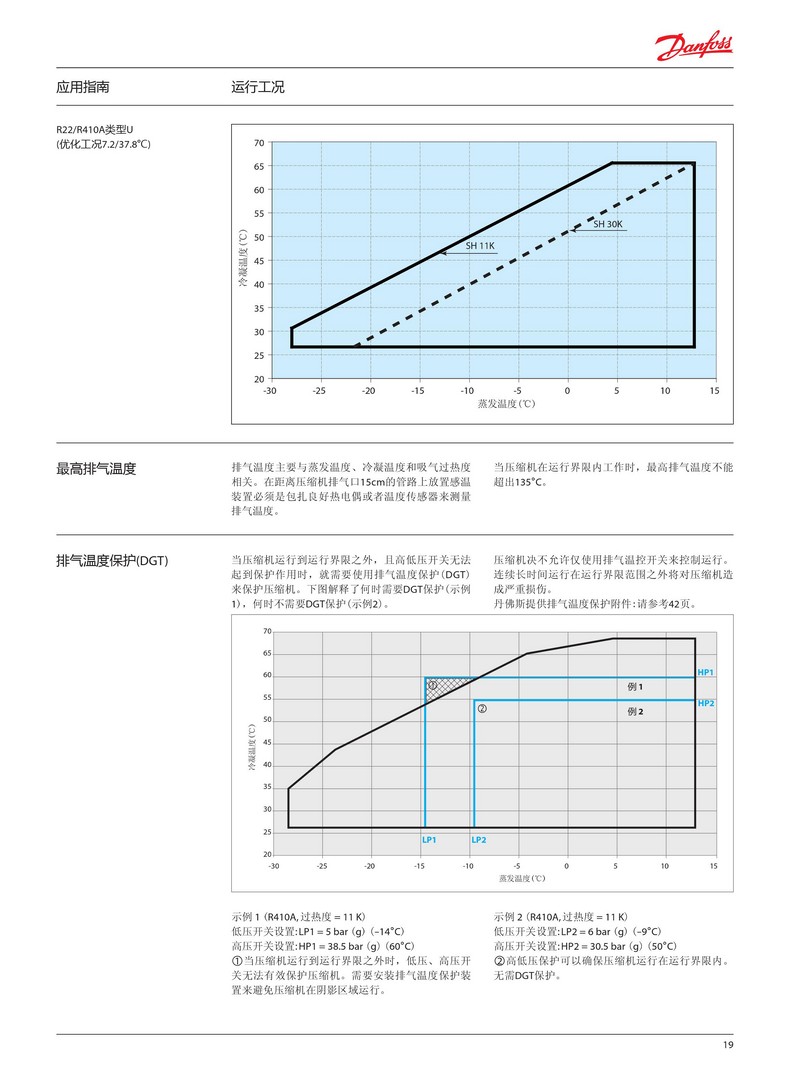 Danfoss
应用指南
运行工况
R22/R410A类型U
(优化工况7.2/37.8℃)
70
65
60
55
50
45
40
35
30
25
20
冷凝温度(℃)
SH 30K
SH 11K
-30 -25 -20 -15 -10 -5 0 5 10 15
蒸发温度(℃)
最高排气温度
排气温度主要与蒸发温度、冷凝温度和吸气过热度
相关。在距离压缩机排气口15cm的管路上放置感温
装置必须是包扎良好热电偶或者温度传感器来测量
排气温度。
当压缩机在运行界限内工作时，最高排气温度不能
超出135°C。
排气温度保护(DGT)
当压缩机运行到运行界限之外，且高低压开关无法
起到保护作用时，就需要使用排气温度保护(DGT)
来保护压缩机。下图解释了何时需要DGT保护(示例
1)，何时不需要DGT保护(示例2)。
压缩机决不允许仅使用排气温控开关来控制运行。
连续长时间运行在运行界限范围之外将对压缩机造
成严重损伤。
丹佛斯提供排气温度保护附件:请参考42页。
70
65
60
55
50
45
40
35
30
25
20
冷凝温度(℃)
①
②
HP1
例 1
HP2
例 2
LP1
LP2
-30 -25 -20 -15 -10 -5 0 5 10 15
蒸发温度(℃)
示例 1 (R410A, 过热度 = 11 K)
低压开关设置:LP1 = 5 bar (g) (–14°C)
高压开关设置:HP1 = 38.5 bar (g) (60°C)
①当压缩机运行到运行界限之外时，低压、高压开
关无法有效保护压缩机。需要安装排气温度保护装
置来避免压缩机在阴影区域运行。
示例 2 (R410A, 过热度 = 11 K)
低压开关设置:LP2 = 6 bar (g) (–9°C)
高压开关设置:HP2 = 30.5 bar (g) (50°C)
②高低压保护可以确保压缩机运行在运行界限内。
无需DGT保护。
19